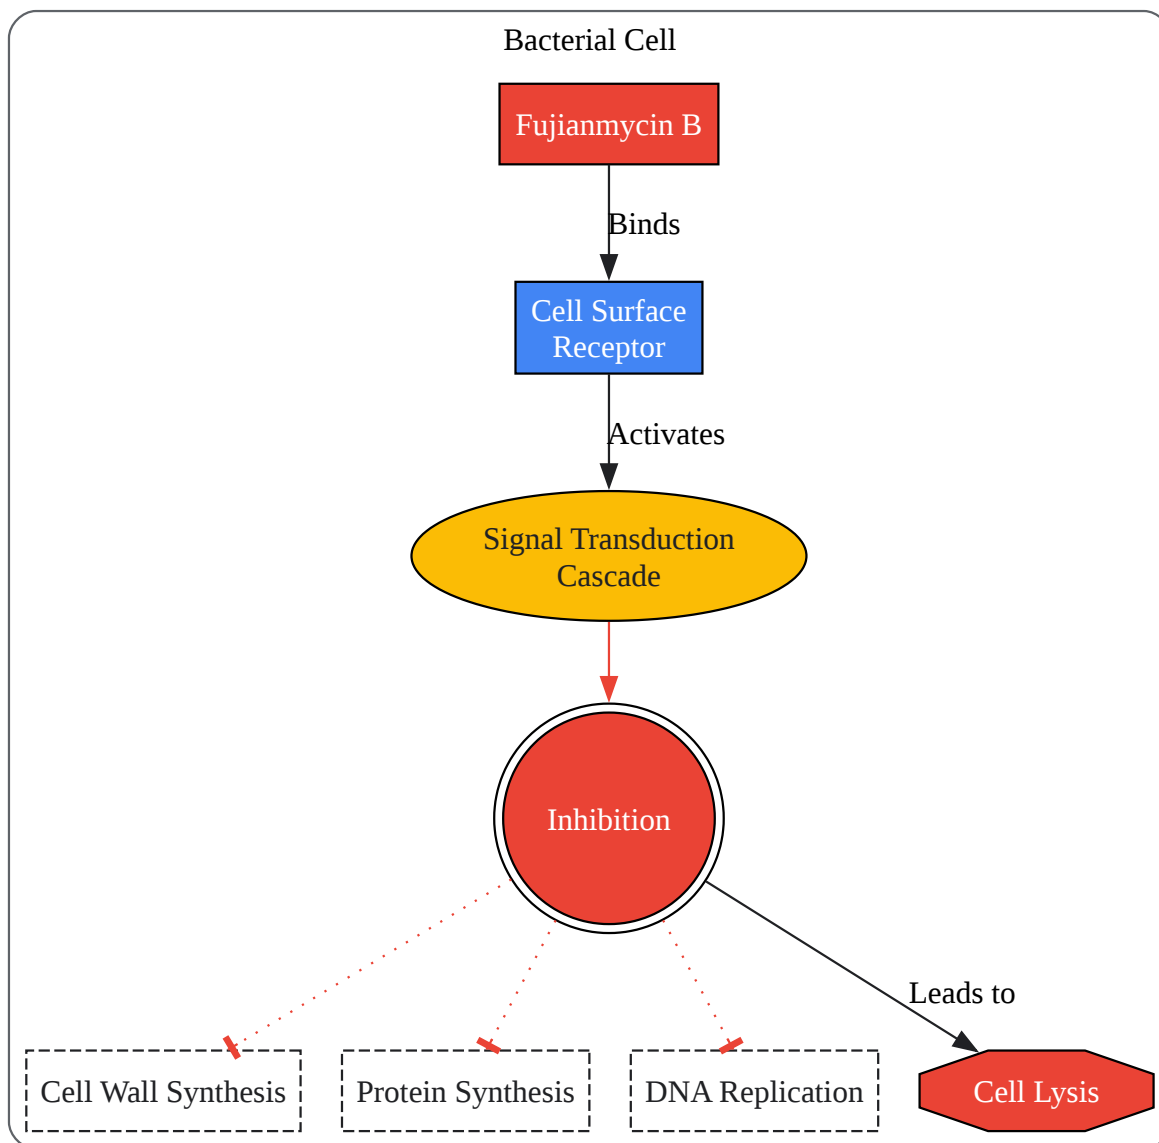 Bacterial Cell
Fujianmycin B
Binds
Cell Surface
Receptor
Activates
Signal Transduction
Cascade
Inhibition
Leads to
Cell Wall Synthesis
Protein Synthesis
DNA Replication
Cell Lysis